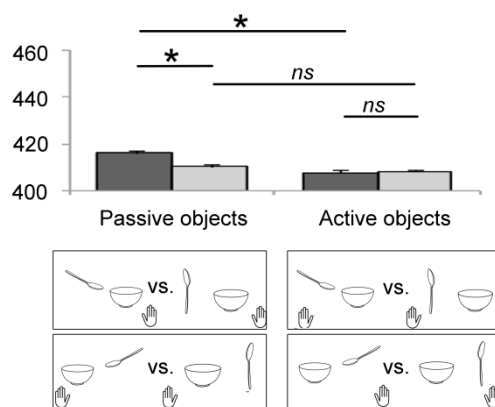 *
460
*
ns
440
ns
420
400
Passive objects Active objects
vs. vs.
vs. vs.